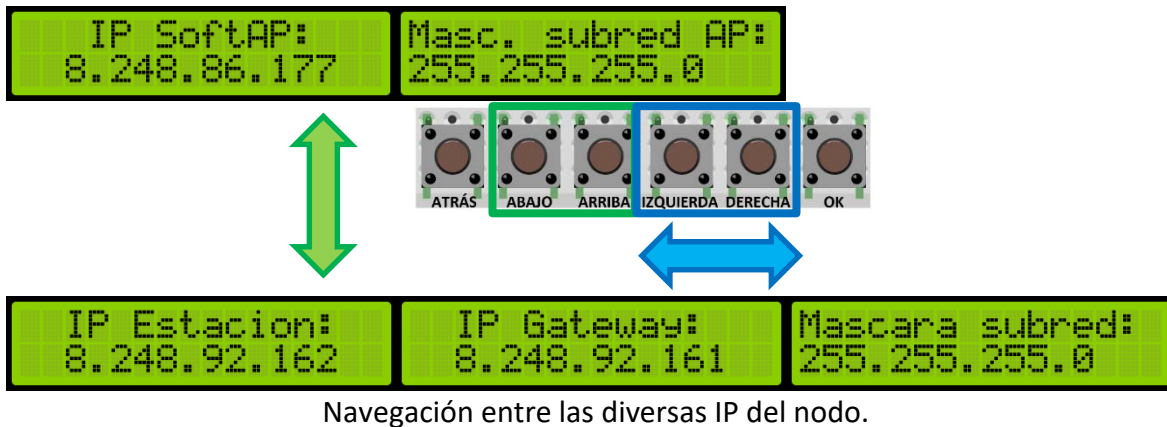 IP SoftAP:
8.248.86.177
Masc. subred AP:
255.255.255.0
ATRÁS ABAJO ARRIBA IZQUIERDA DERECHA OK
IP Estacion:
8.248.92.162
IP Gateway:
8.248.92.161
Mascara subred:
255.255.255.0
Navegación entre las diversas IP del nodo.